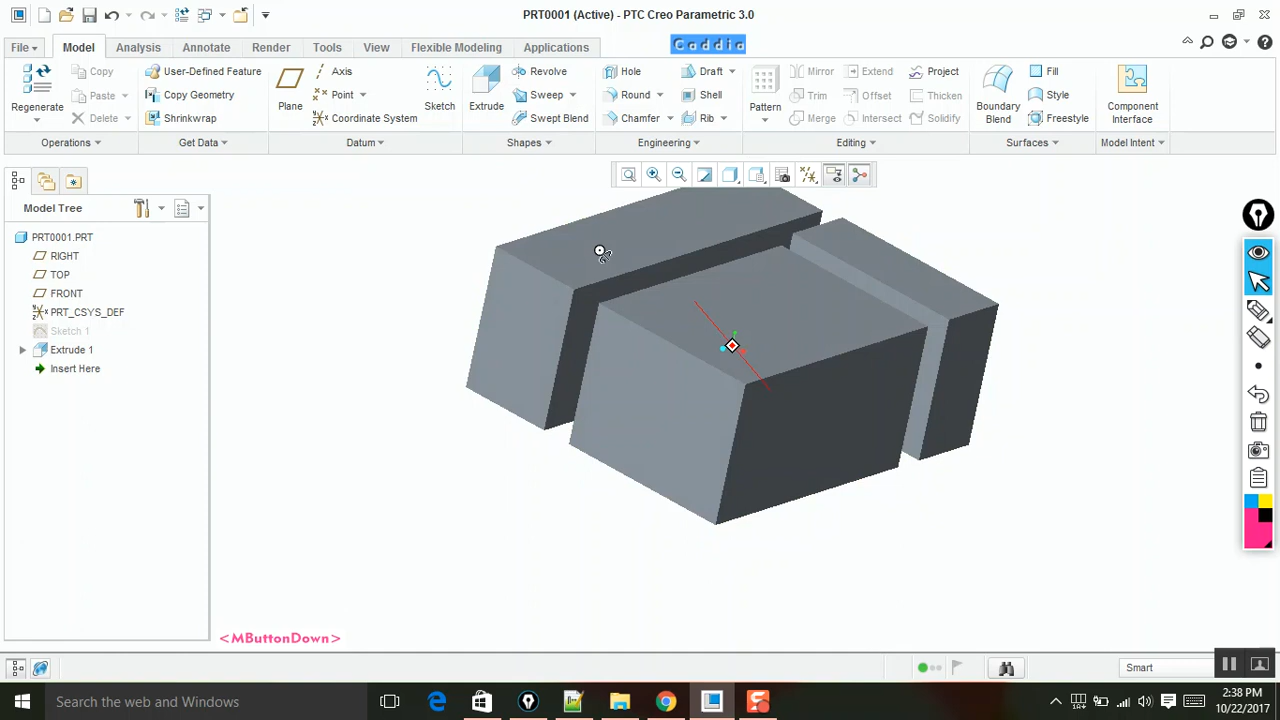 PRT0001 (Active) - PTC Creo Parametric 3.0
File Model Analysis Annotate Render Tools View Flexible Modeling Applications
Caddia
Regenerate Copy Paste Delete
Operations
User-Defined Feature Copy Geometry Shrinkwrap
Get Data
Plane Axis Point Coordinate System Sketch
Datum
Extrude Revolve Sweep Swept Blend
Shapes
Hole Round Chamfer Draft Shell Rib
Engineering
Pattern Mirror Trim Merge Extend Offset Intersect Project Thicken Solidify
Editing
Boundary Blend Fill Style Freestyle
Surfaces
Component Interface
Model Intent
Model Tree
PRT0001.PRT
RIGHT
TOP
FRONT
PRT_CSYS_DEF
Sketch 1
Extrude 1
Insert Here
<MButtonDown>
Smart
Search the web and Windows
2:38 PM
10/22/2017